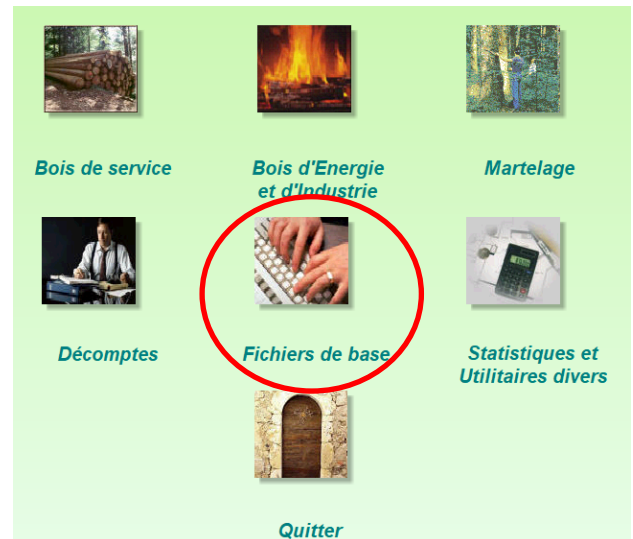 Bois de service
Bois d'Energie
et d'Industrie
Martelage
Décomptes
Fichiers de base
Statistiques et
Utilitaires divers
Quitter